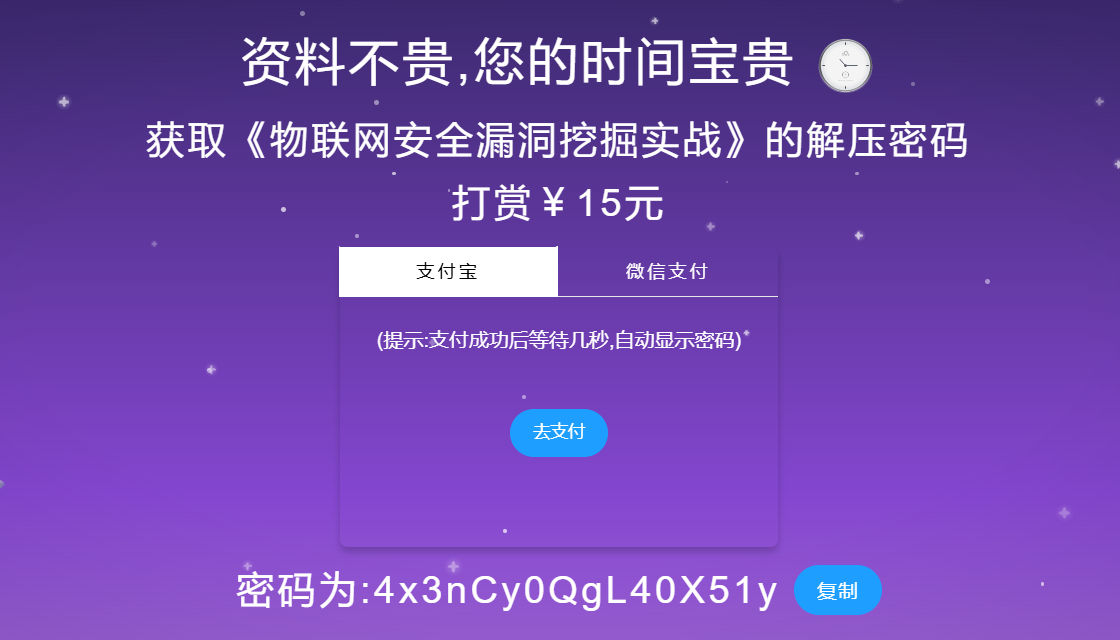 资料不贵,您的时间宝贵
获取《物联网安全漏洞挖掘实战》的解压密码
打赏￥15元
支付宝 微信支付
(提示:支付成功后等待几秒,自动显示密码)
去支付
密码为:4x3nCy0QgL40X51y 复制